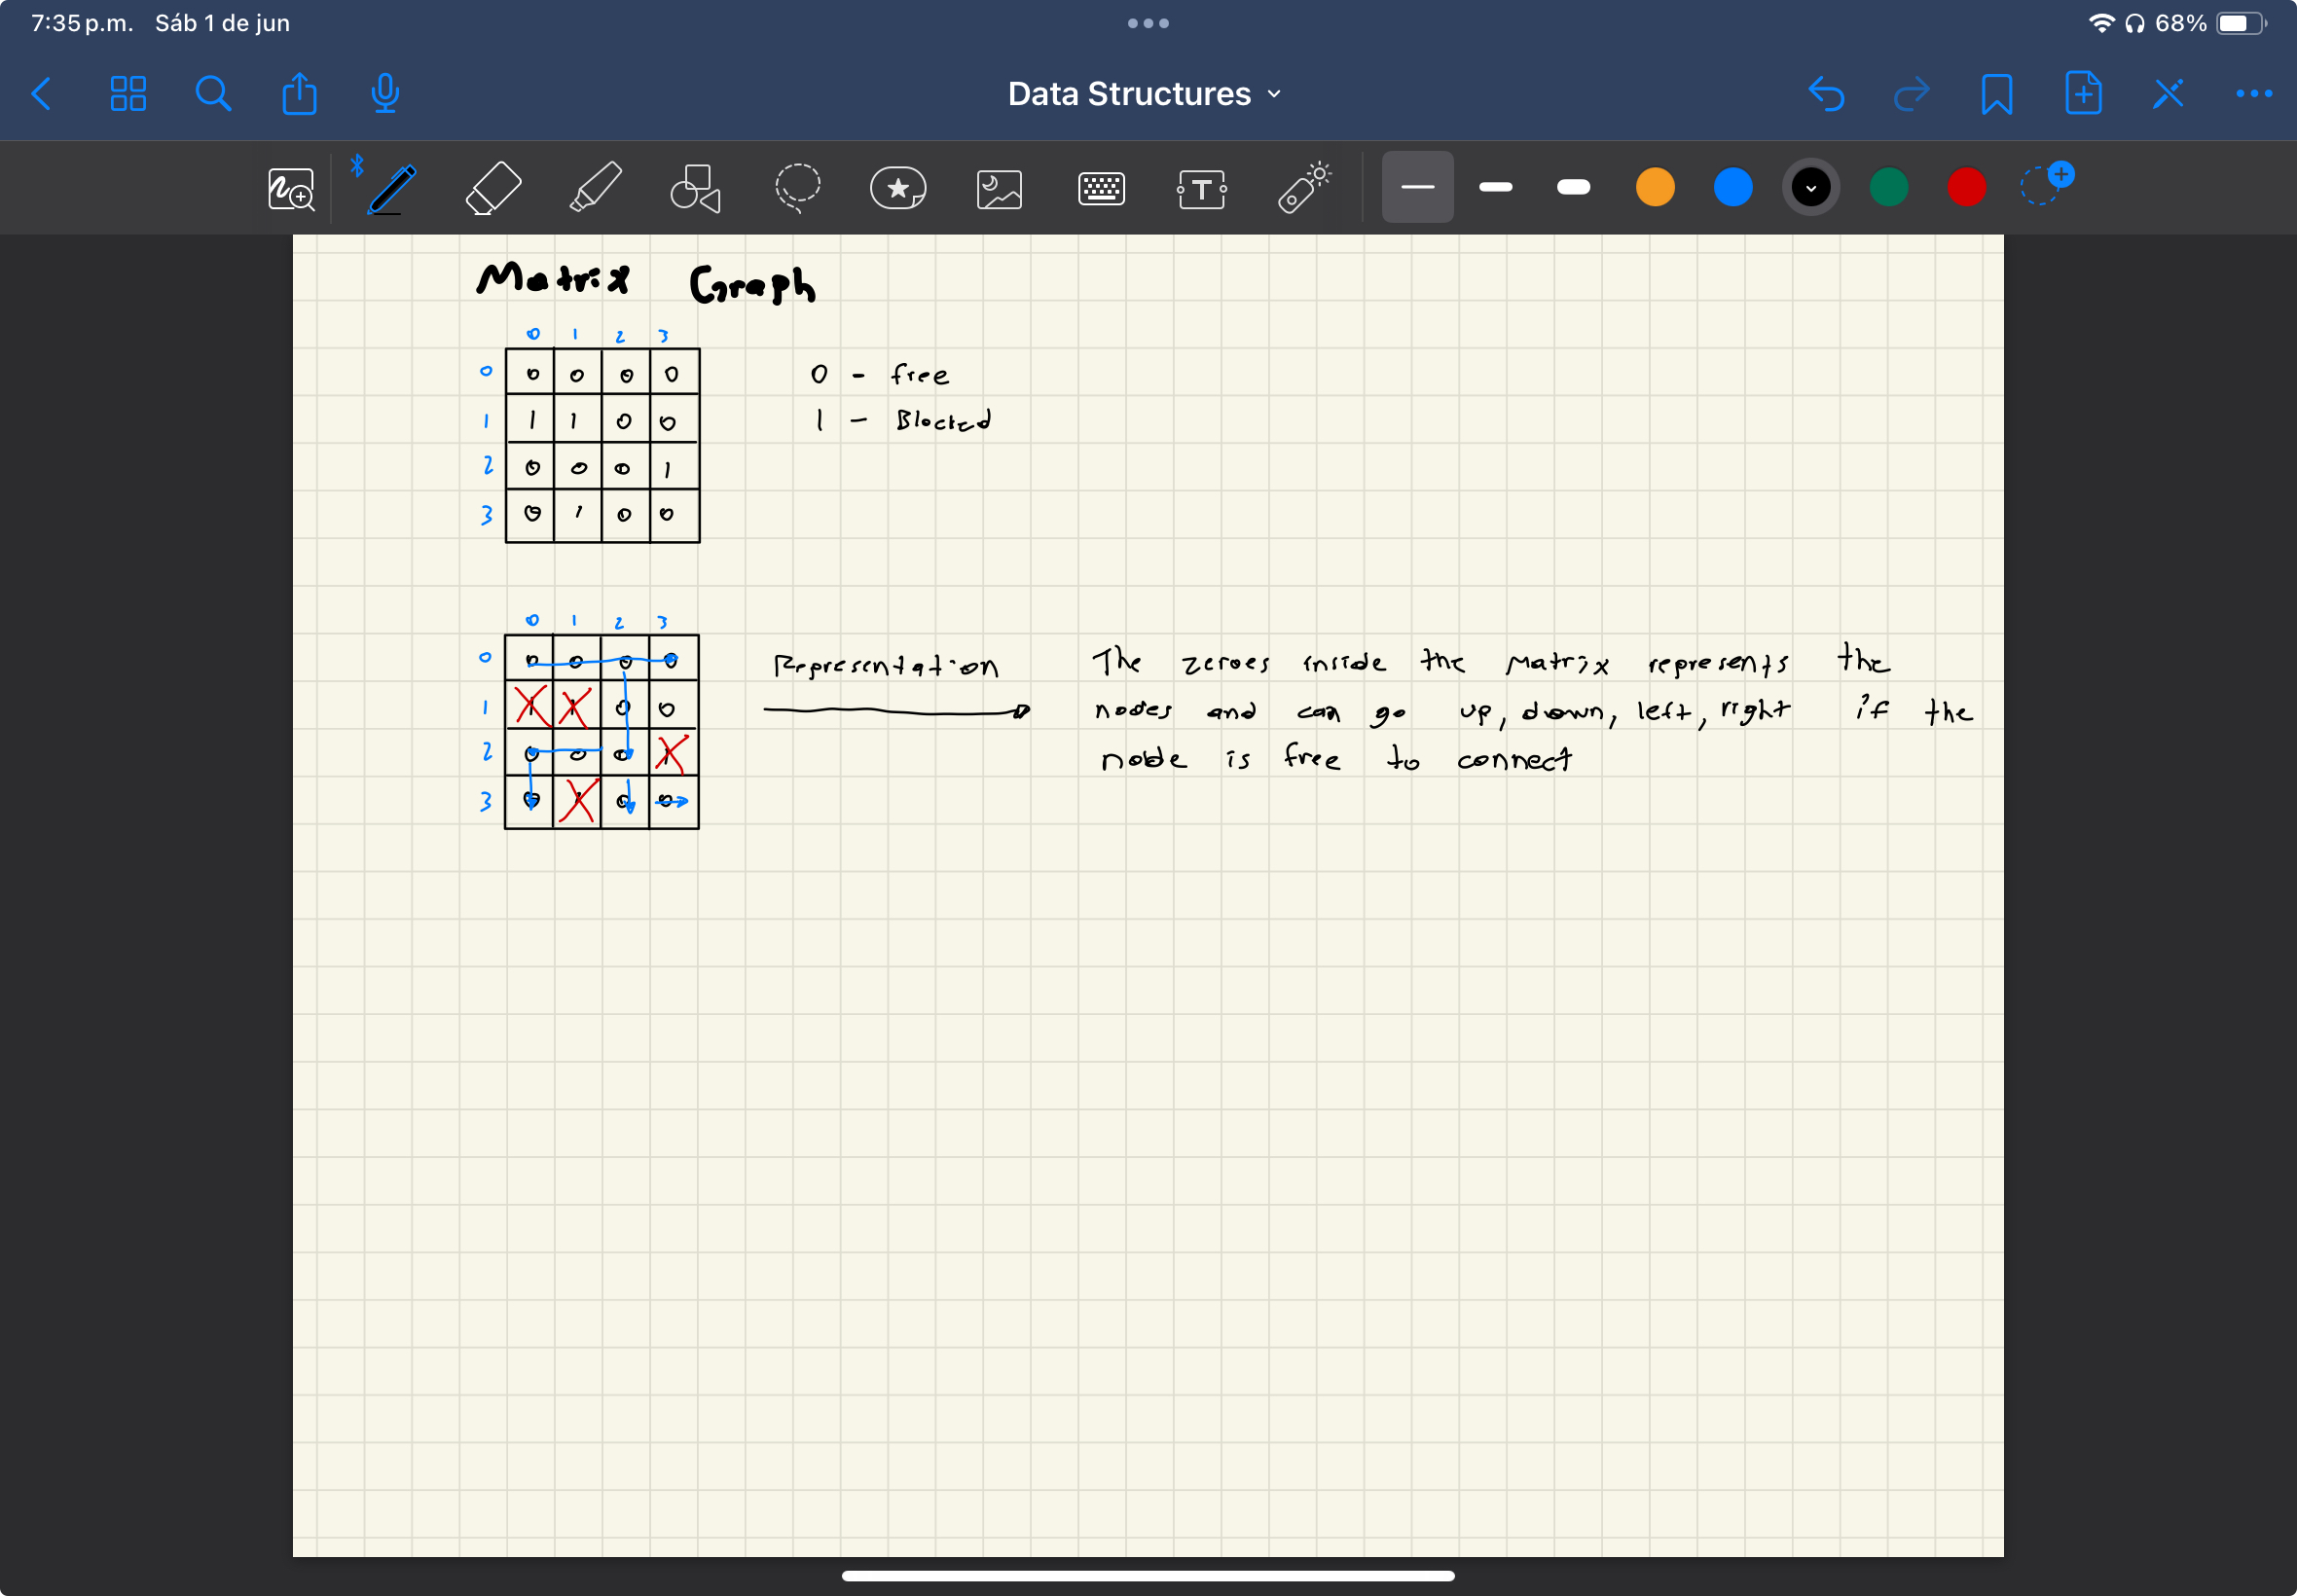 7:35 p.m. Sáb 1 de jun
68%
Data Structures
T
Matrix Graph
0 1 2 3
0 0 0 0 0
1 1 1 0 0
2 0 0 0 1
3 0 1 0 0
0 - free
1 - Blocked
0 1 2 3
0 0 0 0 0
1 1 1 0 0
2 0 0 0 1
3 0 1 0 0
Representation
The zeroes inside the Matrix represents the
nodes and can go up, down, left, right if the
node is free to connect